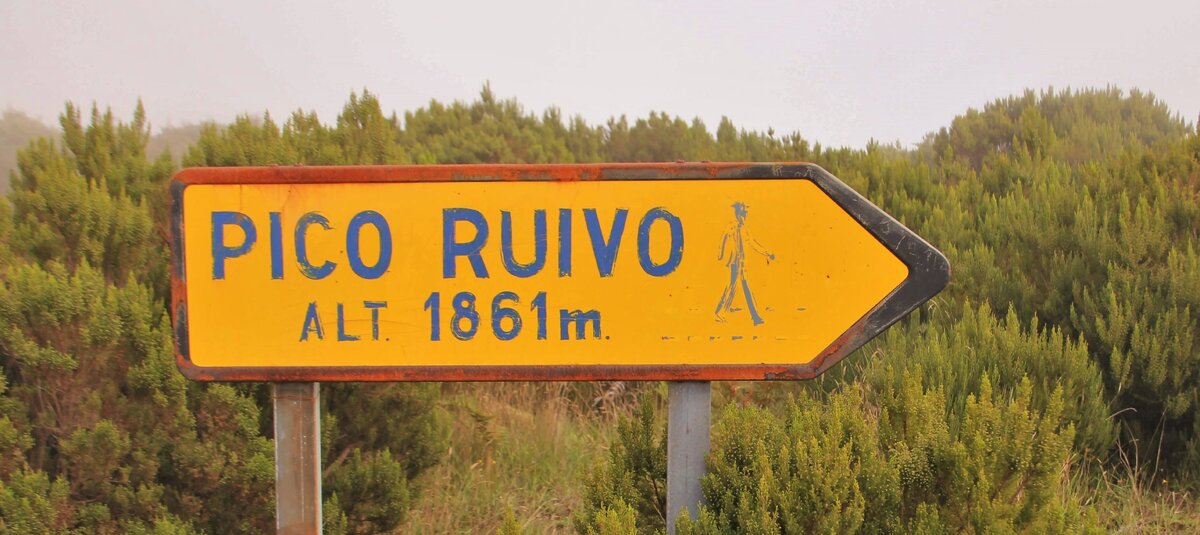 PICO RUIVO
ALT. 1861m.